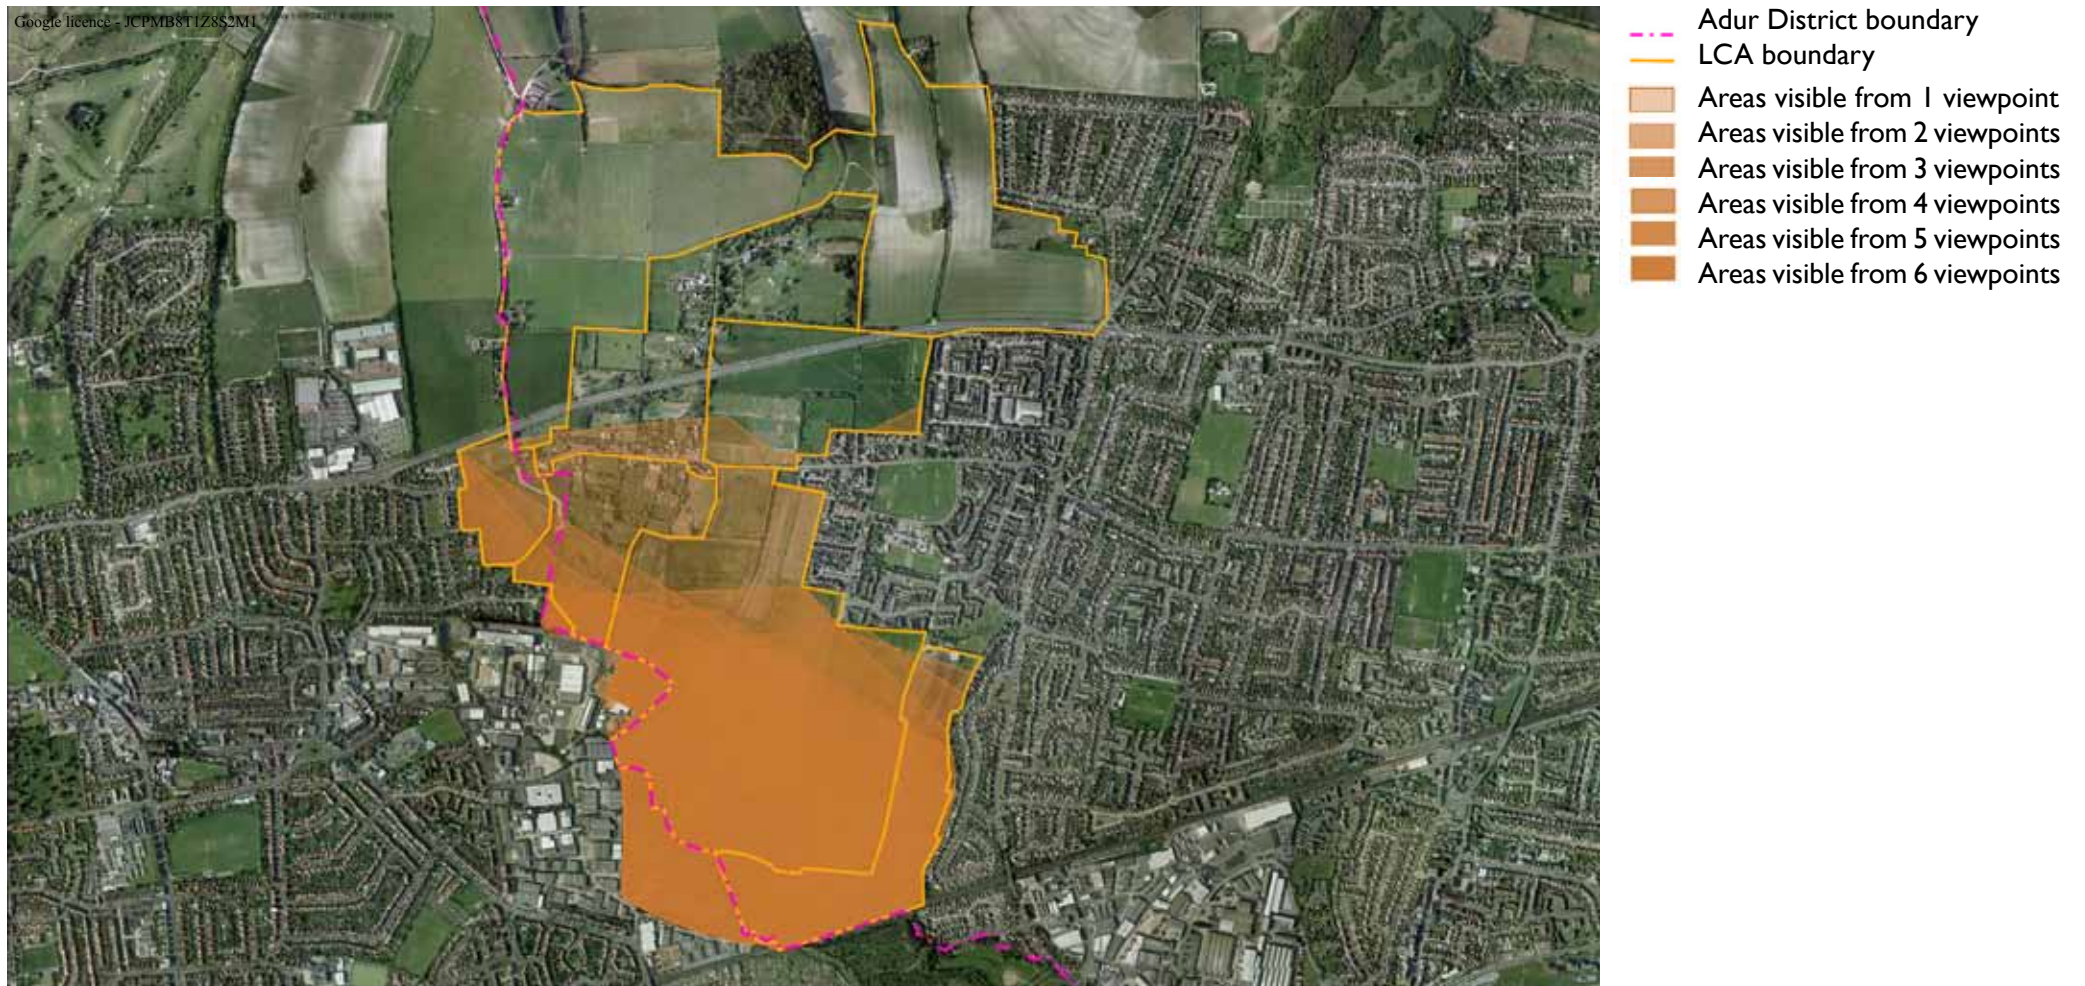 Google licence - JCPMB8T1Z8S2M1
Adur District boundary
LCA boundary
Areas visible from 1 viewpoint
Areas visible from 2 viewpoints
Areas visible from 3 viewpoints
Areas visible from 4 viewpoints
Areas visible from 5 viewpoints
Areas visible from 6 viewpoints